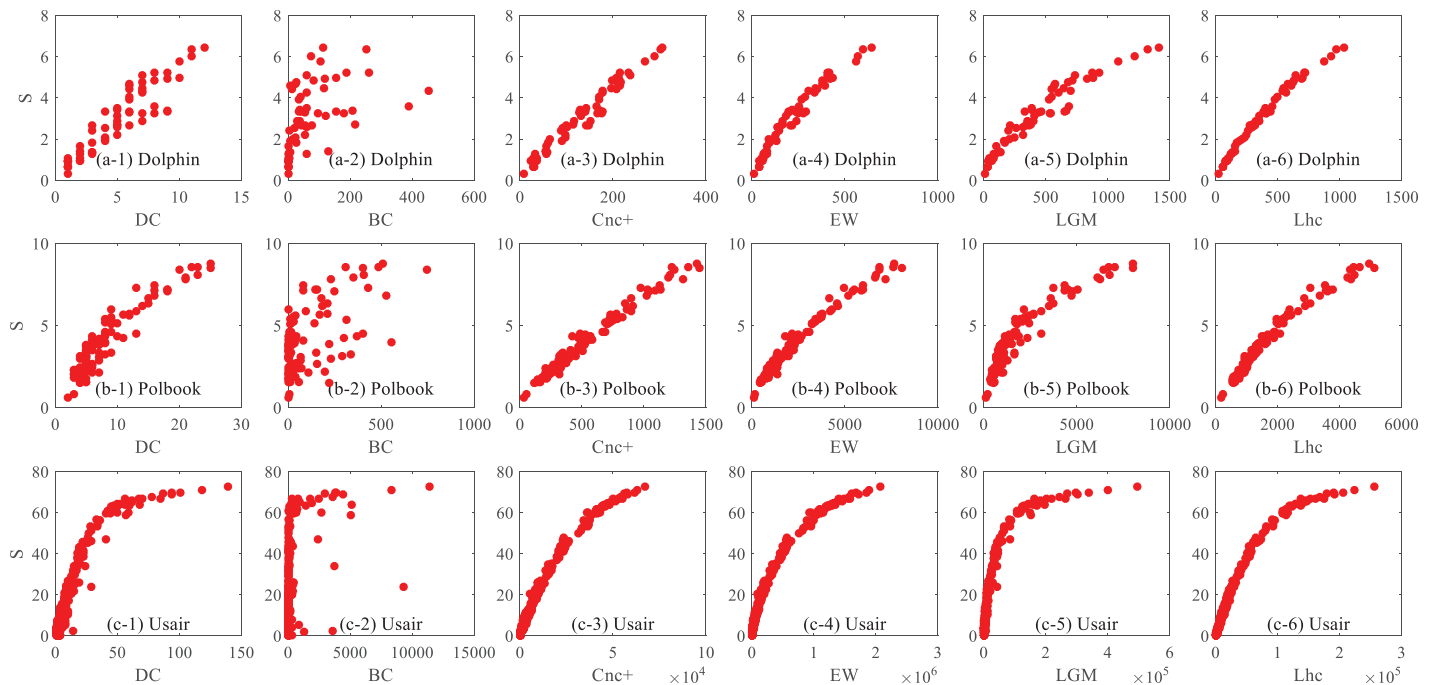 8 8 8 8 8 8
6 6 6 6 6 6
S 4 4 4 4 4 4
2 2 2 2 2 2
(a-1) Dolphin (a-2) Dolphin (a-3) Dolphin (a-4) Dolphin (a-5) Dolphin (a-6) Dolphin
0 0 0 0 0 0
0 5 10 15 0 200 400 600 0 200 400 0 500 1000 0 500 1000 1500 0 500 1000 1500
DC BC Cnc+ EW LGM Lhc
10 10 10 10 10 10
S 5 5 5 5 5 5
(b-1) Polbook (b-2) Polbook (b-3) Polbook (b-4) Polbook (b-5) Polbook (b-6) Polbook
0 0 0 0 0 0
0 10 20 30 0 500 1000 0 500 1000 1500 0 5000 10000 0 5000 10000 0 2000 4000 6000
DC BC Cnc+ EW LGM Lhc
80 80 80 80 80 80
60 60 60 60 60 60
S 40 40 40 40 40 40
20 20 20 20 20 20
(c-1) Usair (c-2) Usair (c-3) Usair (c-4) Usair (c-5) Usair (c-6) Usair
0 0 0 0 0 0
0 50 100 150 0 5000 10000 15000 0 5 10 0 1 2 3 0 2 4 6 0 1 2 3
DC BC Cnc+ ×10^4 EW ×10^6 LGM ×10^5 Lhc ×10^5